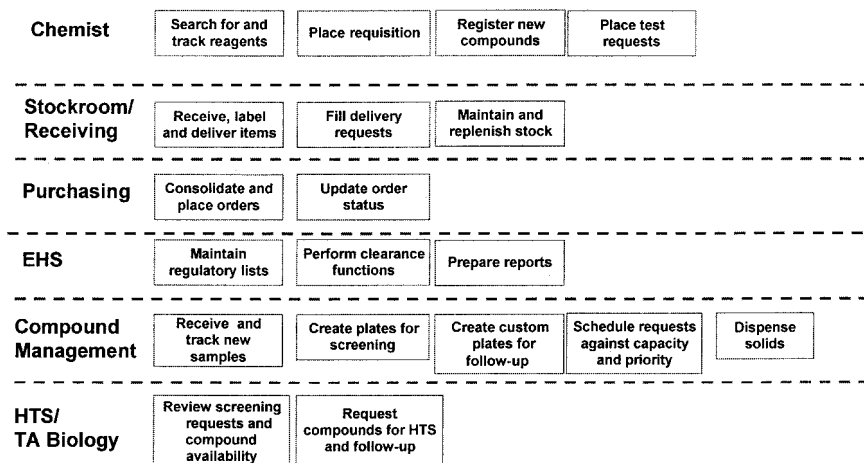 Chemist
Search for and
track reagents
Place requisition
Register new
compounds
Place test
requests
Stockroom/
Receiving
Receive, label
and deliver items
Fill delivery
requests
Maintain and
replenish stock
Purchasing
Consolidate and
place orders
Update order
status
EHS
Maintain
regulatory lists
Perform clearance
functions
Prepare reports
Compound
Management
Receive and
track new
samples
Create plates for
screening
Create custom
plates for
follow-up
Schedule requests
against capacity
and priority
Dispense
solids
HTS/
TA Biology
Review screening
requests and
compound
availability
Request
compounds for HTS
and follow-up